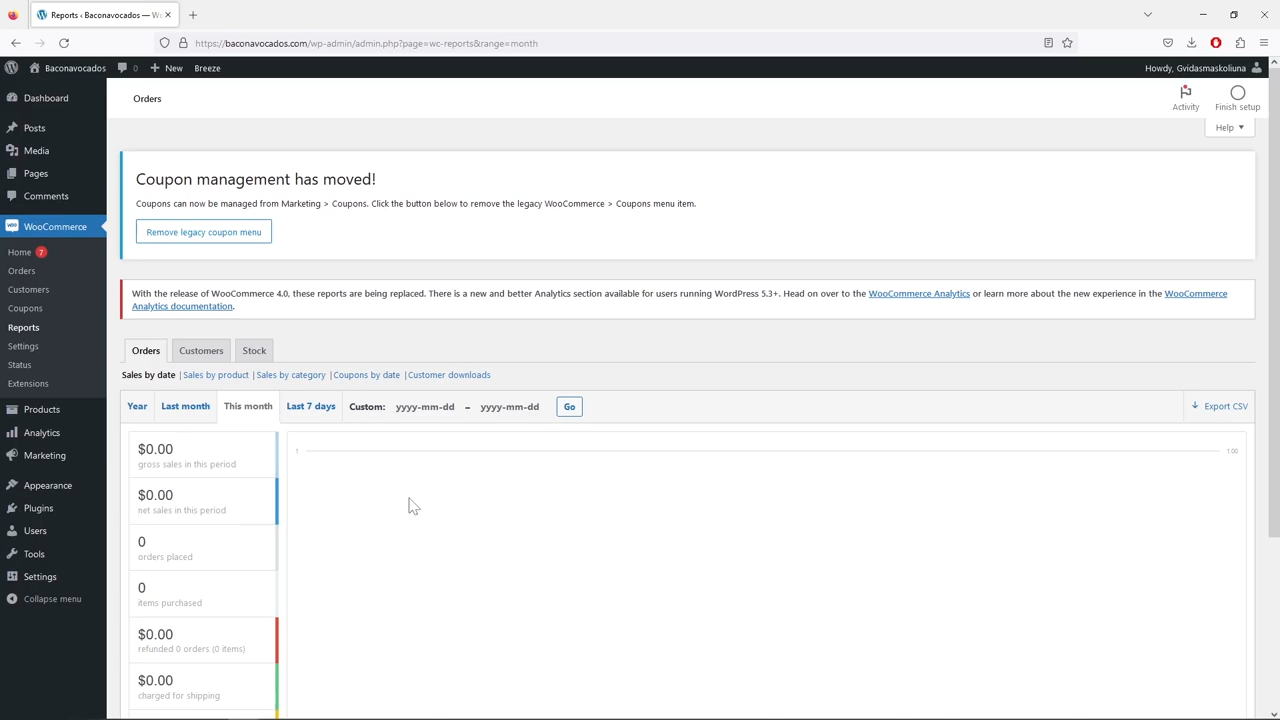 Reports ‹ Baconavocados — Wo
https://baconavocados.com/wp-admin/admin.php?page=wc-reports&range=month
Baconavocados 0 New Breeze Howdy, Gvidasmaskoliuna
Dashboard
Posts
Media
Pages
Comments
WooCommerce
Home 7
Orders
Customers
Coupons
Reports
Settings
Status
Extensions
Products
Analytics
Marketing
Appearance
Plugins
Users
Tools
Settings
Collapse menu
Orders
Activity
Finish setup
Help
Coupon management has moved!
Coupons can now be managed from Marketing > Coupons. Click the button below to remove the legacy WooCommerce > Coupons menu item.
Remove legacy coupon menu
With the release of WooCommerce 4.0, these reports are being replaced. There is a new and better Analytics section available for users running WordPress 5.3+. Head on over to the WooCommerce Analytics or learn more about the new experience in the WooCommerce
Analytics documentation.
Orders Customers Stock
Sales by date | Sales by product | Sales by category | Coupons by date | Customer downloads
Year Last month This month Last 7 days Custom: yyyy-mm-dd – yyyy-mm-dd Go Export CSV
$0.00
gross sales in this period
$0.00
net sales in this period
0
orders placed
0
items purchased
$0.00
refunded 0 orders (0 items)
$0.00
charged for shipping
1 1.00